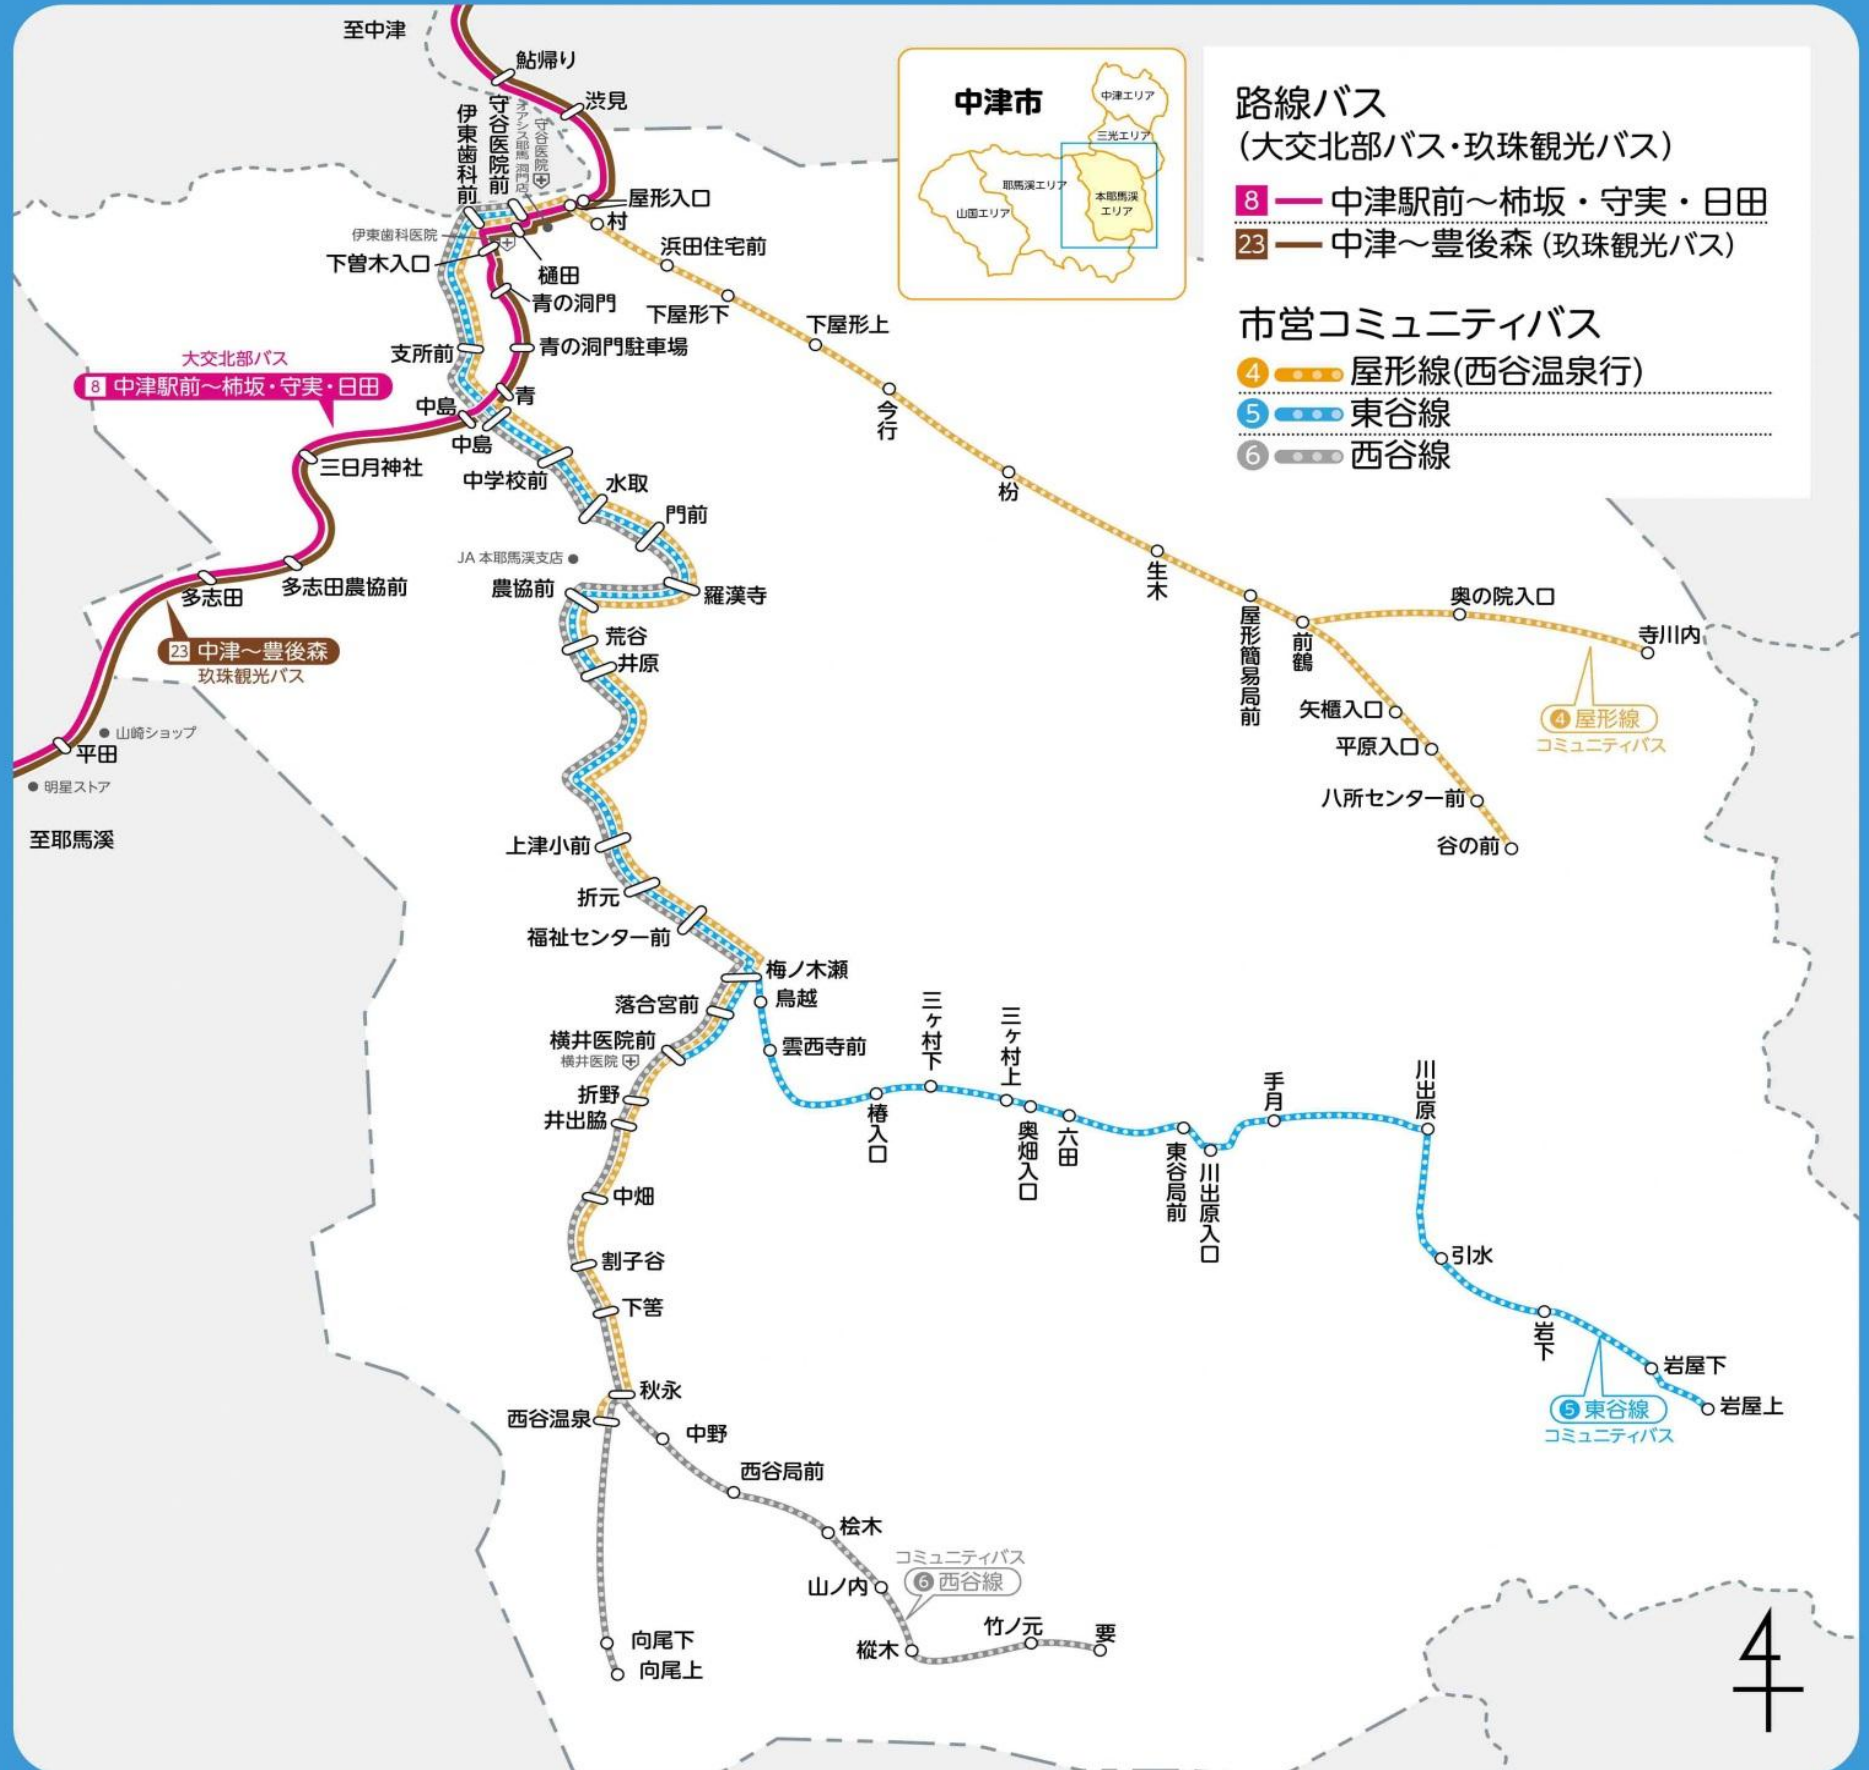 至中津
鮎帰り
渋見
伊東歯科前
守谷医院前
オアシス耶馬 洞門店
守谷医院
屋形入口
村
伊東歯科医院
下曽木入口
樋田
浜田住宅前
青の洞門
下屋形下
下屋形上
支所前
青の洞門駐車場
大交北部バス
8 中津駅前〜柿坂・守実・日田
中島
青
中島
今行
三日月神社
中学校前
水取
枌
門前
JA 本耶馬渓支店
農協前
羅漢寺
多志田
多志田農協前
生木
屋形簡易局前
前鶴
奥の院入口
寺川内
23 中津〜豊後森
玖珠観光バス
荒谷
井原
矢櫃入口
平原入口
八所センター前
谷の前
4 屋形線
コミュニティバス
山崎ショップ
平田
明星ストア
至耶馬溪
上津小前
折元
福祉センター前
梅ノ木瀬
鳥越
落合宮前
雲西寺前
横井医院前
横井医院
三ヶ村下
三ヶ村上
椿入口
奥畑入口
六田
東谷局前
川出原入口
手月
川出原
折野
井出脇
中畑
割子谷
下筈
引水
岩下
岩屋下
岩屋上
5 東谷線
コミュニティバス
秋永
西谷温泉
中野
西谷局前
桧木
山ノ内
コミュニティバス
6 西谷線
樅木
竹ノ元
要
向尾下
向尾上
中津市
中津エリア
三光エリア
耶馬溪エリア
本耶馬渓
エリア
山国エリア
路線バス
(大交北部バス・玖珠観光バス)
8 中津駅前〜柿坂・守実・日田
23 中津〜豊後森 (玖珠観光バス)
市営コミュニティバス
4 屋形線(西谷温泉行)
5 東谷線
6 西谷線